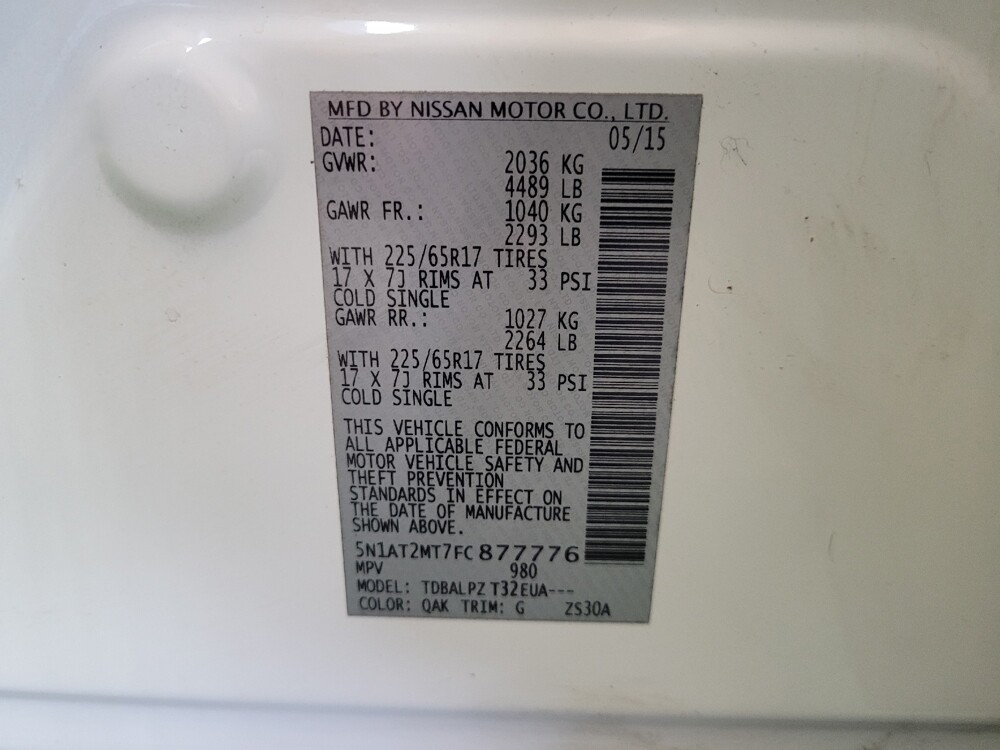 MFD BY NISSAN MOTOR CO., LTD.
DATE: 05/15
GVWR: 2036 KG
4489 LB
GAWR FR.: 1040 KG
2293 LB
WITH 225/65R17 TIRES
17 X 7J RIMS AT 33 PSI
COLD SINGLE
GAWR RR.: 1027 KG
2264 LB
WITH 225/65R17 TIRES
17 X 7J RIMS AT 33 PSI
COLD SINGLE
THIS VEHICLE CONFORMS TO
ALL APPLICABLE FEDERAL
MOTOR VEHICLE SAFETY AND
THEFT PREVENTION
STANDARDS IN EFFECT ON
THE DATE OF MANUFACTURE
SHOWN ABOVE.
5N1AT2MT7FC877776
MPV 980
MODEL: TDBALPZ T32EUA---
COLOR: QAK TRIM: G ZS30A